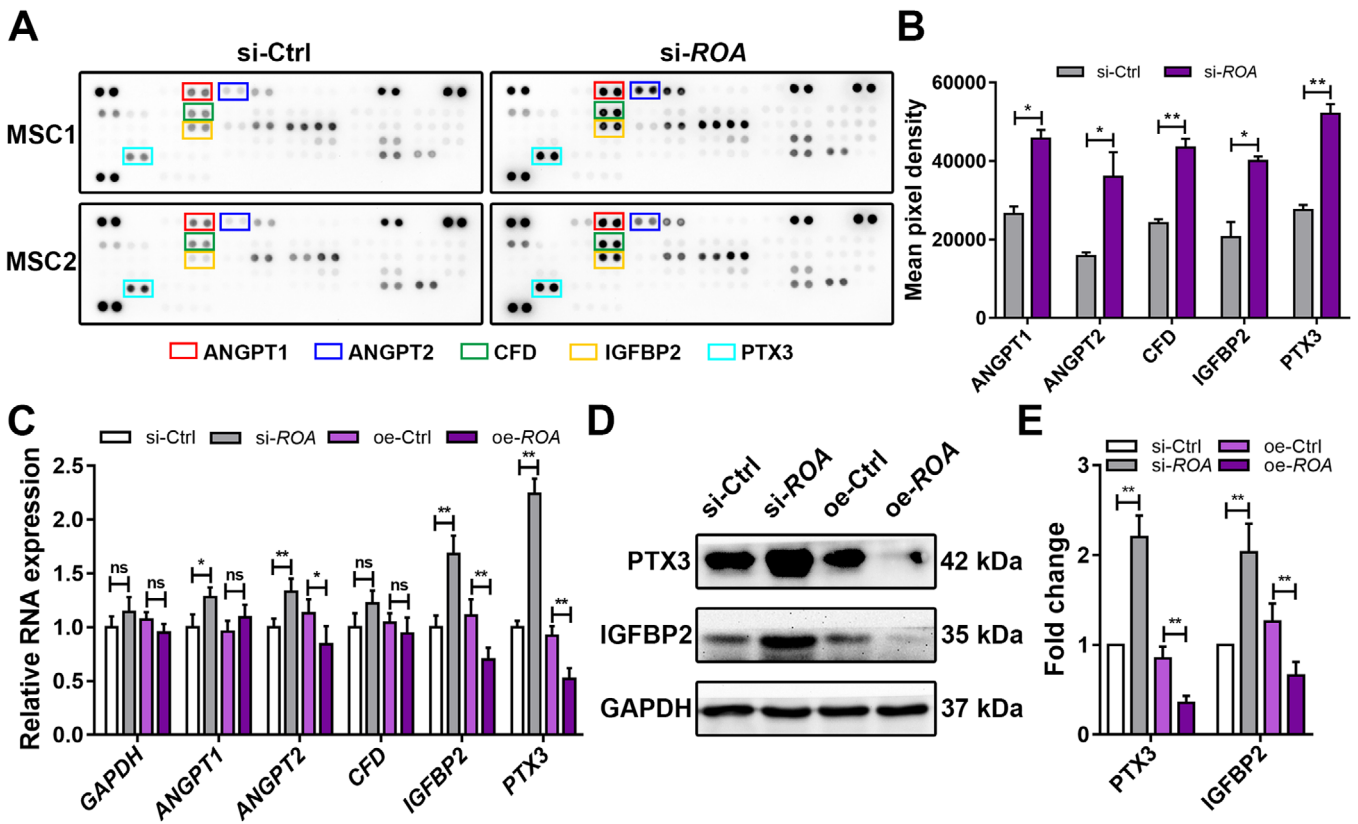 A
si-Ctrl
si-ROA
MSC1
MSC2
ANGPT1
ANGPT2
CFD
IGFBP2
PTX3
B
si-Ctrl
si-ROA
Mean pixel density
60000
40000
20000
0
*
*
**
*
**
ANGPT1
ANGPT2
CFD
IGFBP2
PTX3
C
si-Ctrl
si-ROA
oe-Ctrl
oe-ROA
Relative RNA expression
2.5
2.0
1.5
1.0
0.5
0.0
ns
ns
*
ns
**
*
ns
ns
**
**
**
**
GAPDH
ANGPT1
ANGPT2
CFD
IGFBP2
PTX3
D
si-Ctrl
si-ROA
oe-Ctrl
oe-ROA
PTX3
42 kDa
IGFBP2
35 kDa
GAPDH
37 kDa
E
si-Ctrl
oe-Ctrl
si-ROA
oe-ROA
Fold change
3
2
1
0
**
**
**
**
PTX3
IGFBP2